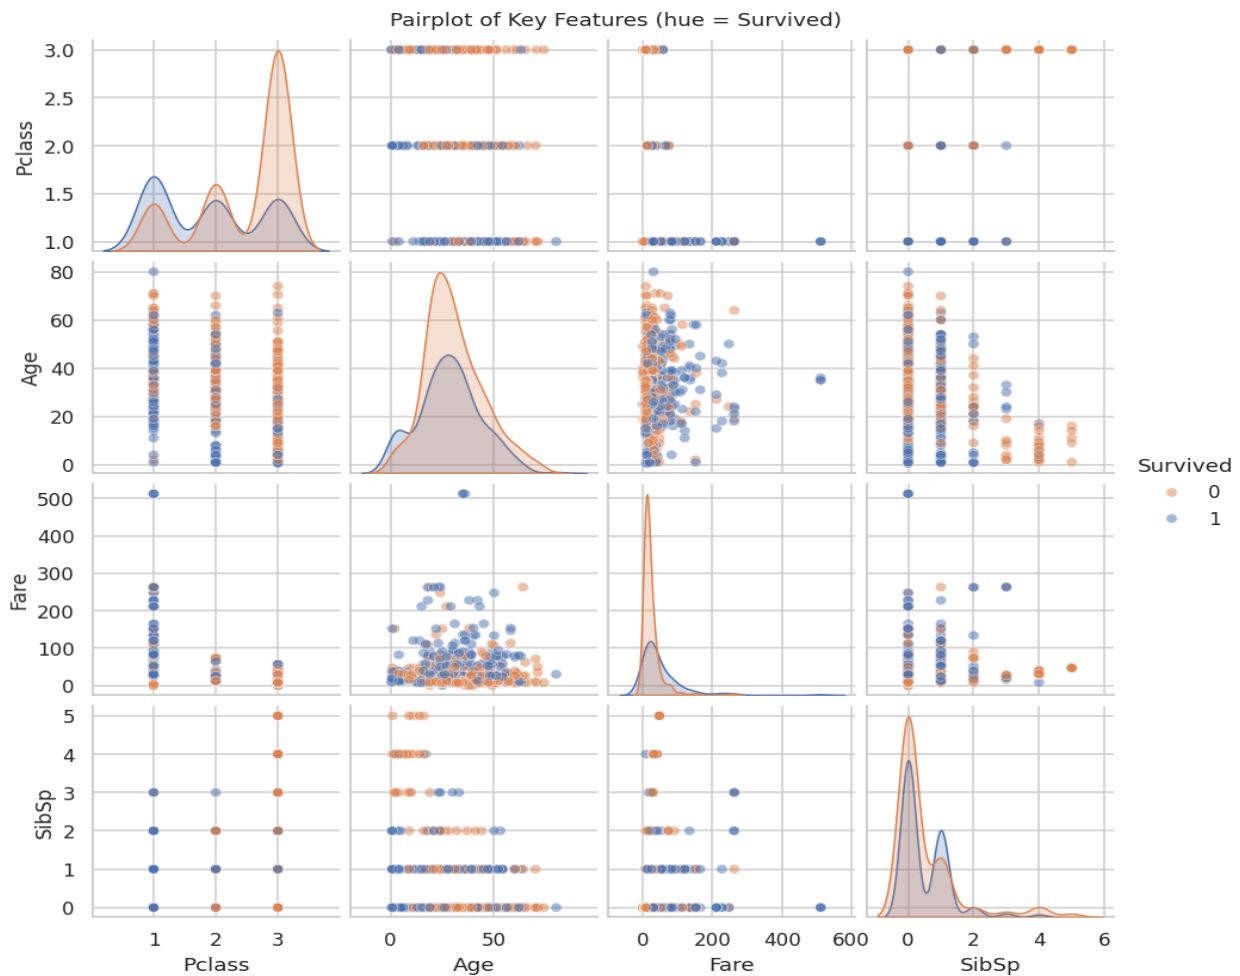 Pairplot of Key Features (hue = Survived)
3.0
2.5
2.0
1.5
1.0
Pclass
80
60
40
20
0
Age
Survived
0
1
500
400
300
200
100
0
Fare
5
4
3
2
1
0
SibSp
1 2 3
0 50
0 200 400 600
0 2 4 6
Pclass Age Fare SibSp